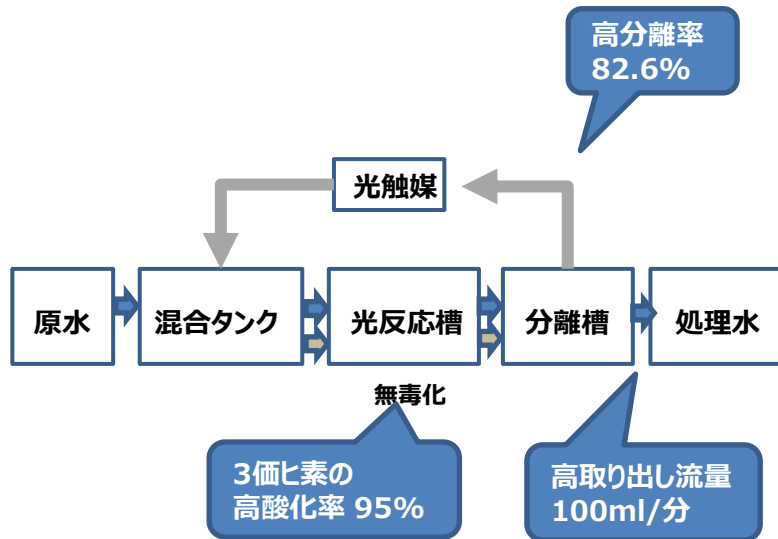 高分離率
82.6%
光触媒
原水
混合タンク
光反応槽
分離槽
処理水
無毒化
3価ヒ素の
高酸化率 95%
高取り出し流量
100ml/分